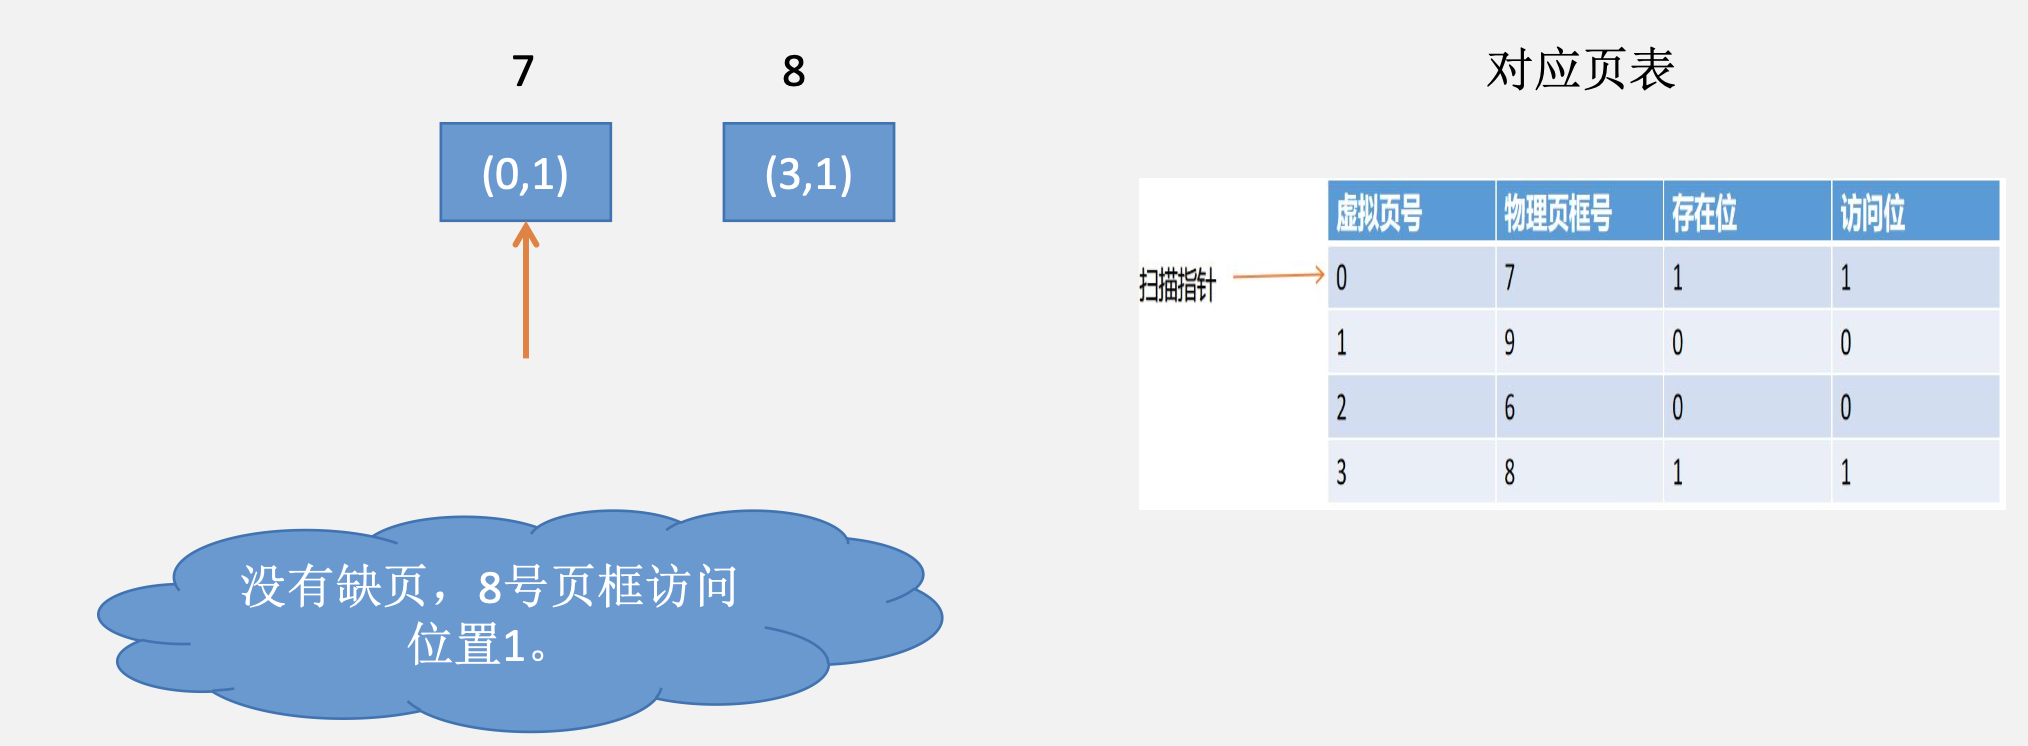 7 8
(0,1) (3,1)
没有缺页，8号页框访问
位置1。
对应页表
扫描指针
虚拟页号 物理页框号 存在位 访问位
0 7 1 1
1 9 0 0
2 6 0 0
3 8 1 1